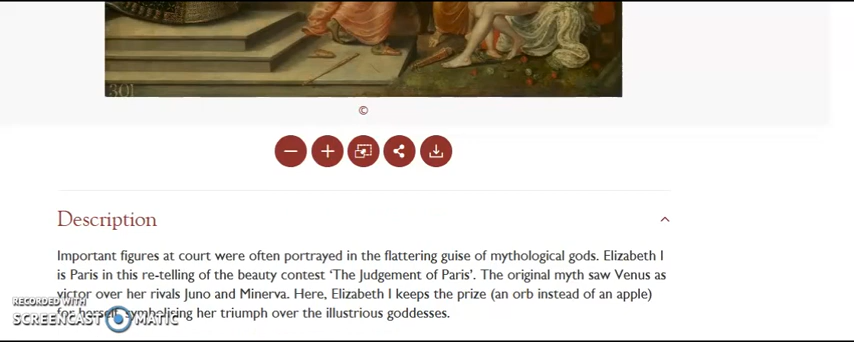 301
©
Description
Important figures at court were often portrayed in the flattering guise of mythological gods. Elizabeth I
is Paris in this re-telling of the beauty contest ‘The Judgement of Paris’. The original myth saw Venus as
victor over her rivals Juno and Minerva. Here, Elizabeth I keeps the prize (an orb instead of an apple)
for herself, symbolising her triumph over the illustrious goddesses.
RECORDED WITH
SCREENCAST MATIC